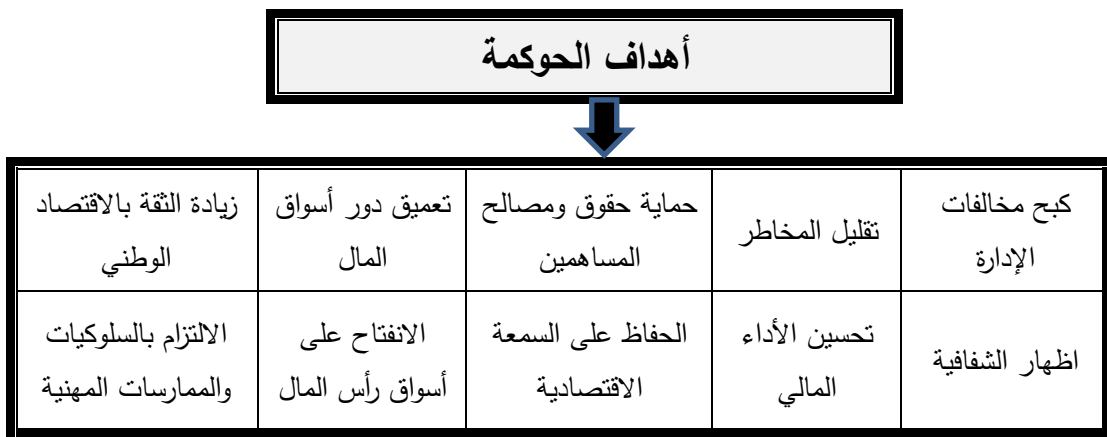 أهداف الحوكمة
كبح مخالفات
الإدارة
تقليل المخاطر
حماية حقوق ومصالح
المساهمين
تعميق دور أسواق
المال
زيادة الثقة بالاقتصاد
الوطني
اظهار الشفافية
تحسين الأداء
المالي
الحفاظ على السمعة
الاقتصادية
الانفتاح على
أسواق رأس المال
الالتزام بالسلوكيات
والممارسات المهنية